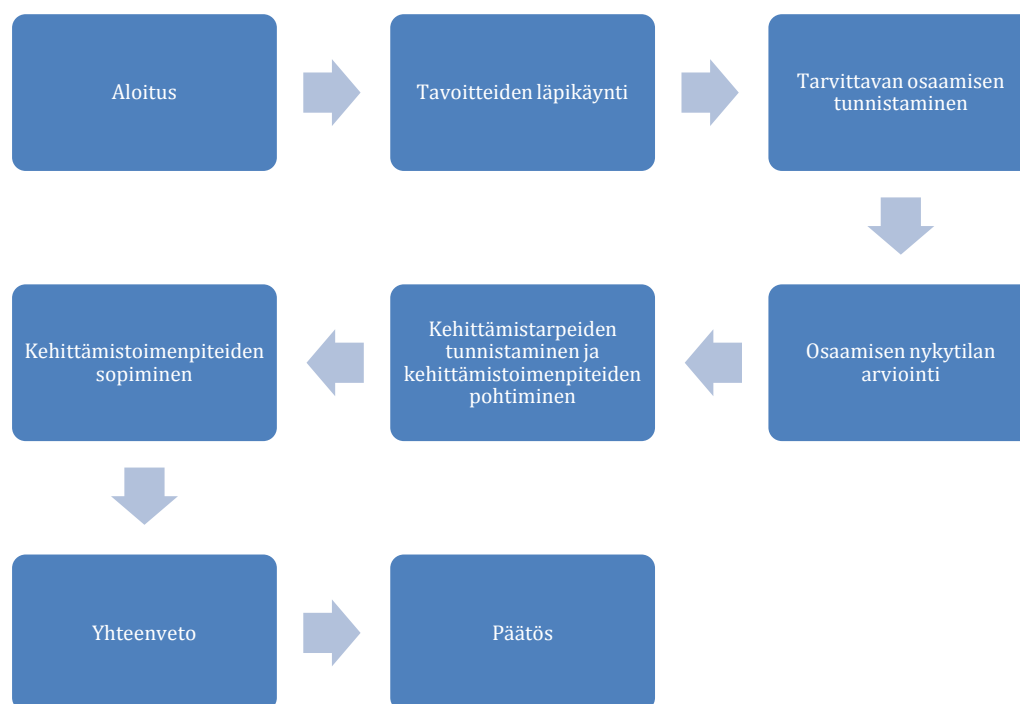 Aloitus
Tavoitteiden läpikäynti
Tarvittavan osaamisen
tunnistaminen
Osaamisen nykytilan
arviointi
Kehittämistarpeiden
tunnistaminen ja
kehittämistoimenpiteiden
pohtiminen
Kehittämistoimenpiteiden
sopiminen
Yhteenveto
Päätös